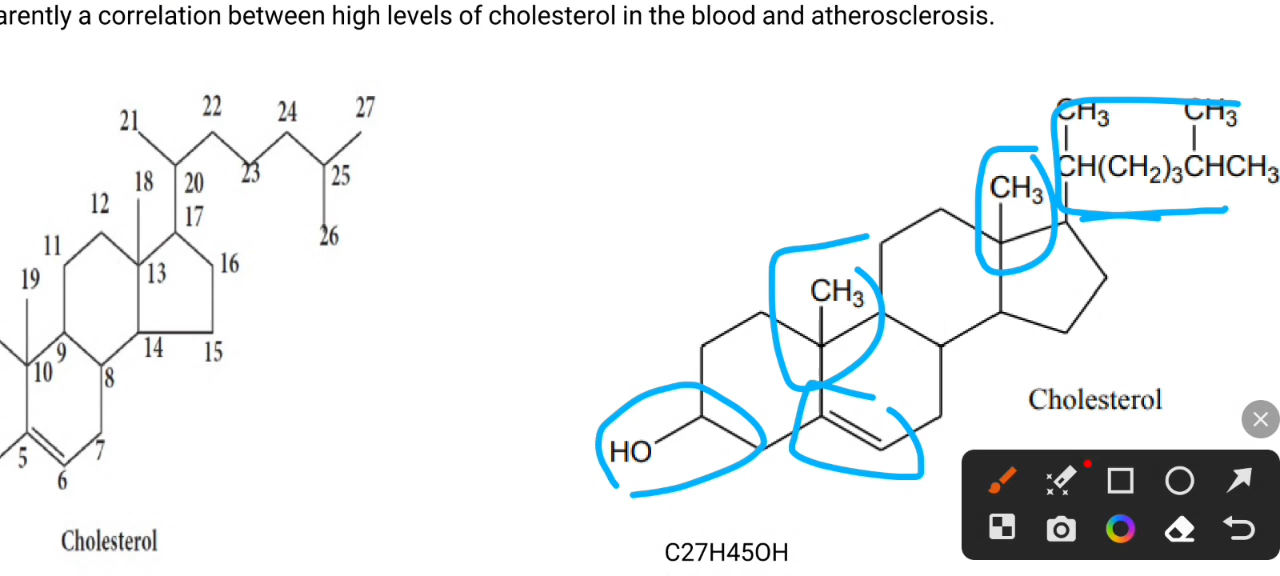 arently a correlation between high levels of cholesterol in the blood and atherosclerosis.
21
22
24
27
23
25
18
20
12
17
26
11
13
16
19
9
14
15
10
8
5
7
6
Cholesterol
CH3
CH3
CH(CH2)3CHCH3
CH3
CH3
HO
Cholesterol
C27H45OH